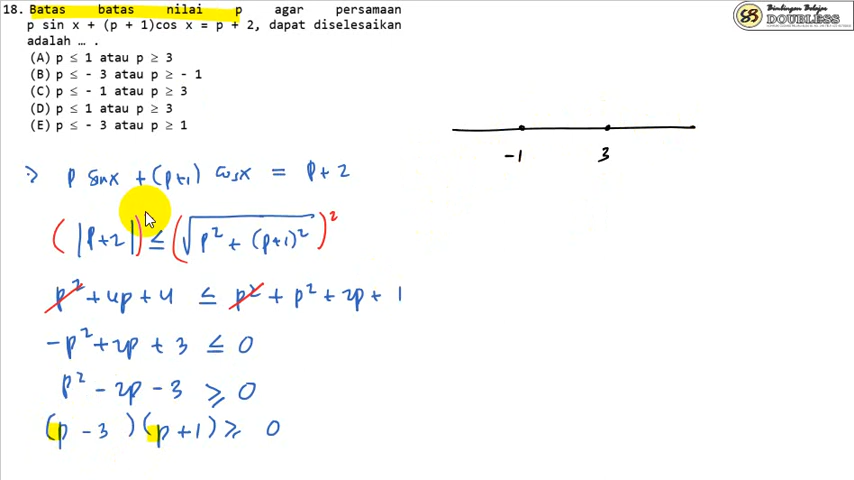 18. Batas batas nilai p agar persamaan
p sin x + (p + 1)cos x = p + 2, dapat diselesaikan
adalah … .
(A) p ≤ 1 atau p ≥ 3
(B) p ≤ - 3 atau p ≥ - 1
(C) p ≤ - 1 atau p ≥ 3
(D) p ≤ 1 atau p ≥ 3
(E) p ≤ - 3 atau p ≥ 1
Bimbingan Belajar
DOUBLESS
-1 3
p sinx + (p+1) cosx = p+2
(|p+2|) ≤ (√p² + (p+1)²)²
p² + 4p + 4 ≤ p² + p² + 2p + 1
-p² + 2p + 3 ≤ 0
p² - 2p - 3 ≥ 0
(p - 3)(p + 1) ≥ 0